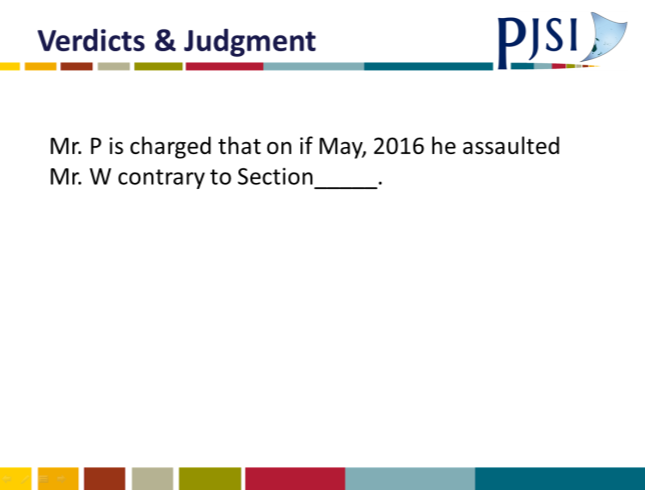 Verdicts & Judgment
PJSI
Mr. P is charged that on if May, 2016 he assaulted
Mr. W contrary to Section_____.